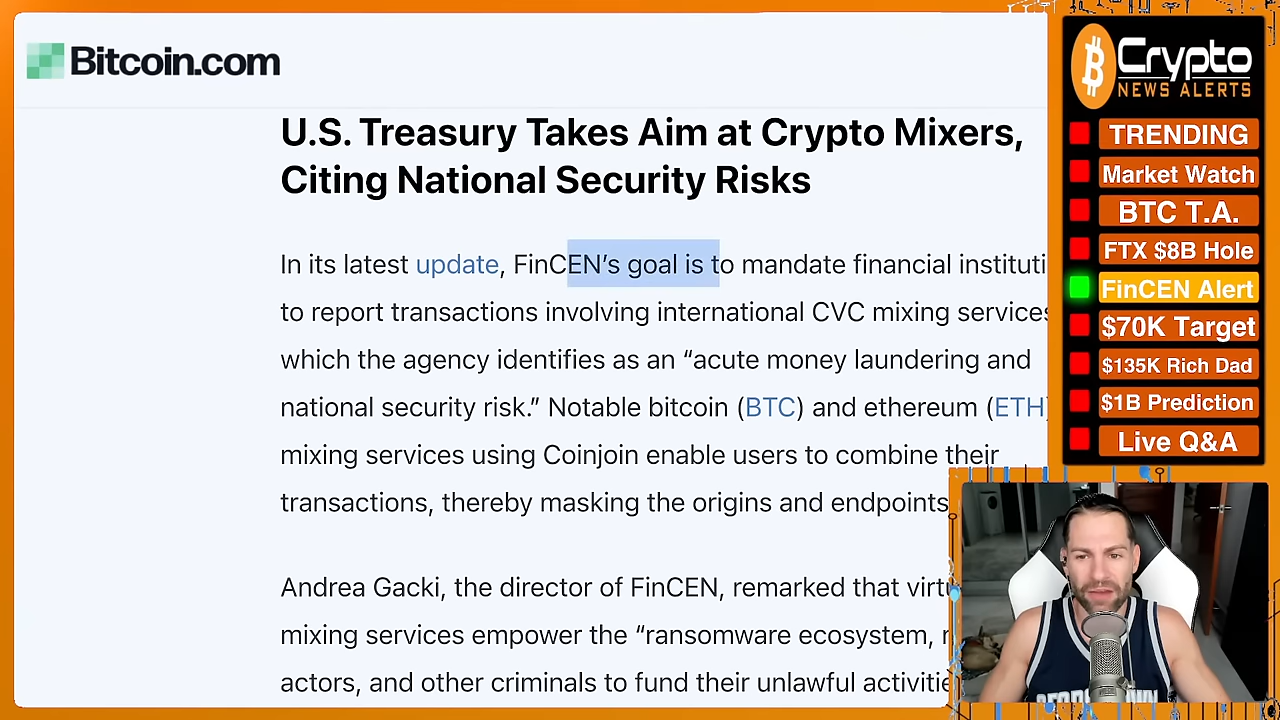 Bitcoin.com
U.S. Treasury Takes Aim at Crypto Mixers,
Citing National Security Risks
In its latest update, FinCEN’s goal is to mandate financial instituti
to report transactions involving international CVC mixing services
which the agency identifies as an “acute money laundering and
national security risk.” Notable bitcoin (BTC) and ethereum (ETH)
mixing services using Coinjoin enable users to combine their
transactions, thereby masking the origins and endpoints
Andrea Gacki, the director of FinCEN, remarked that virtu
mixing services empower the “ransomware ecosystem,
actors, and other criminals to fund their unlawful activitie
Crypto
NEWS ALERTS
TRENDING
Market Watch
BTC T.A.
FTX $8B Hole
FinCEN Alert
$70K Target
$135K Rich Dad
$1B Prediction
Live Q&A